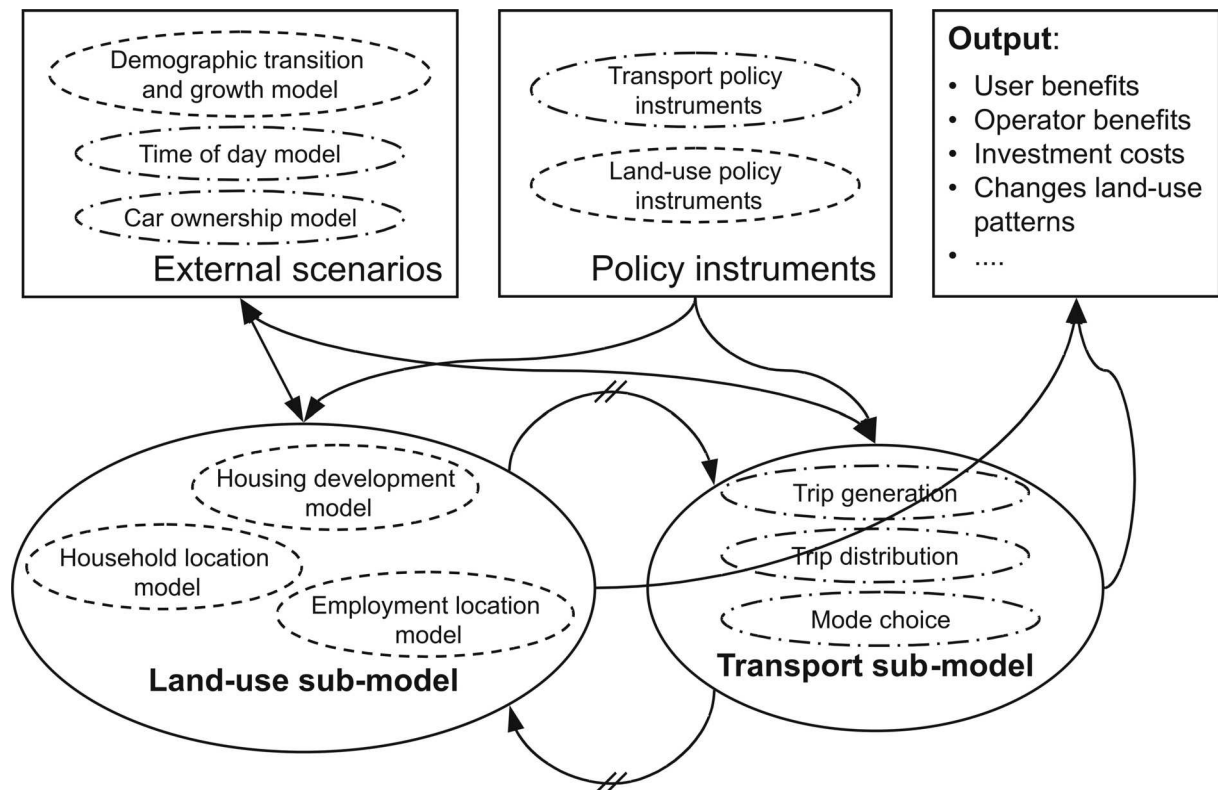 Demographic transition
and growth model
Time of day model
Car ownership model
External scenarios
Transport policy
instruments
Land-use policy
instruments
Policy instruments
Output:
• User benefits
• Operator benefits
• Investment costs
• Changes land-use
patterns
• ....
Housing development
model
Household location
model
Employment location
model
Land-use sub-model
Trip generation
Trip distribution
Mode choice
Transport sub-model